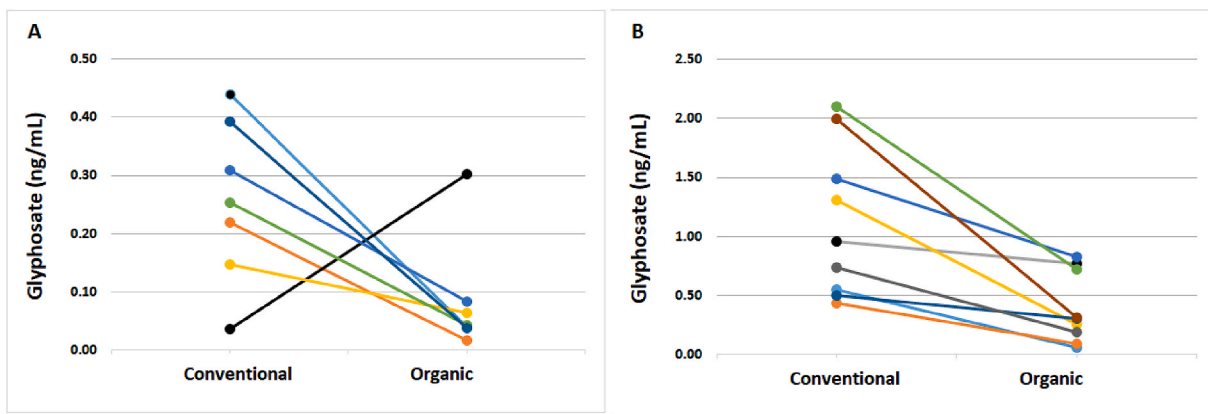 A
Glyphosate (ng/mL)
0.50
0.40
0.30
0.20
0.10
0.00
Conventional Organic
B
Glyphosate (ng/mL)
2.50
2.00
1.50
1.00
0.50
0.00
Conventional Organic